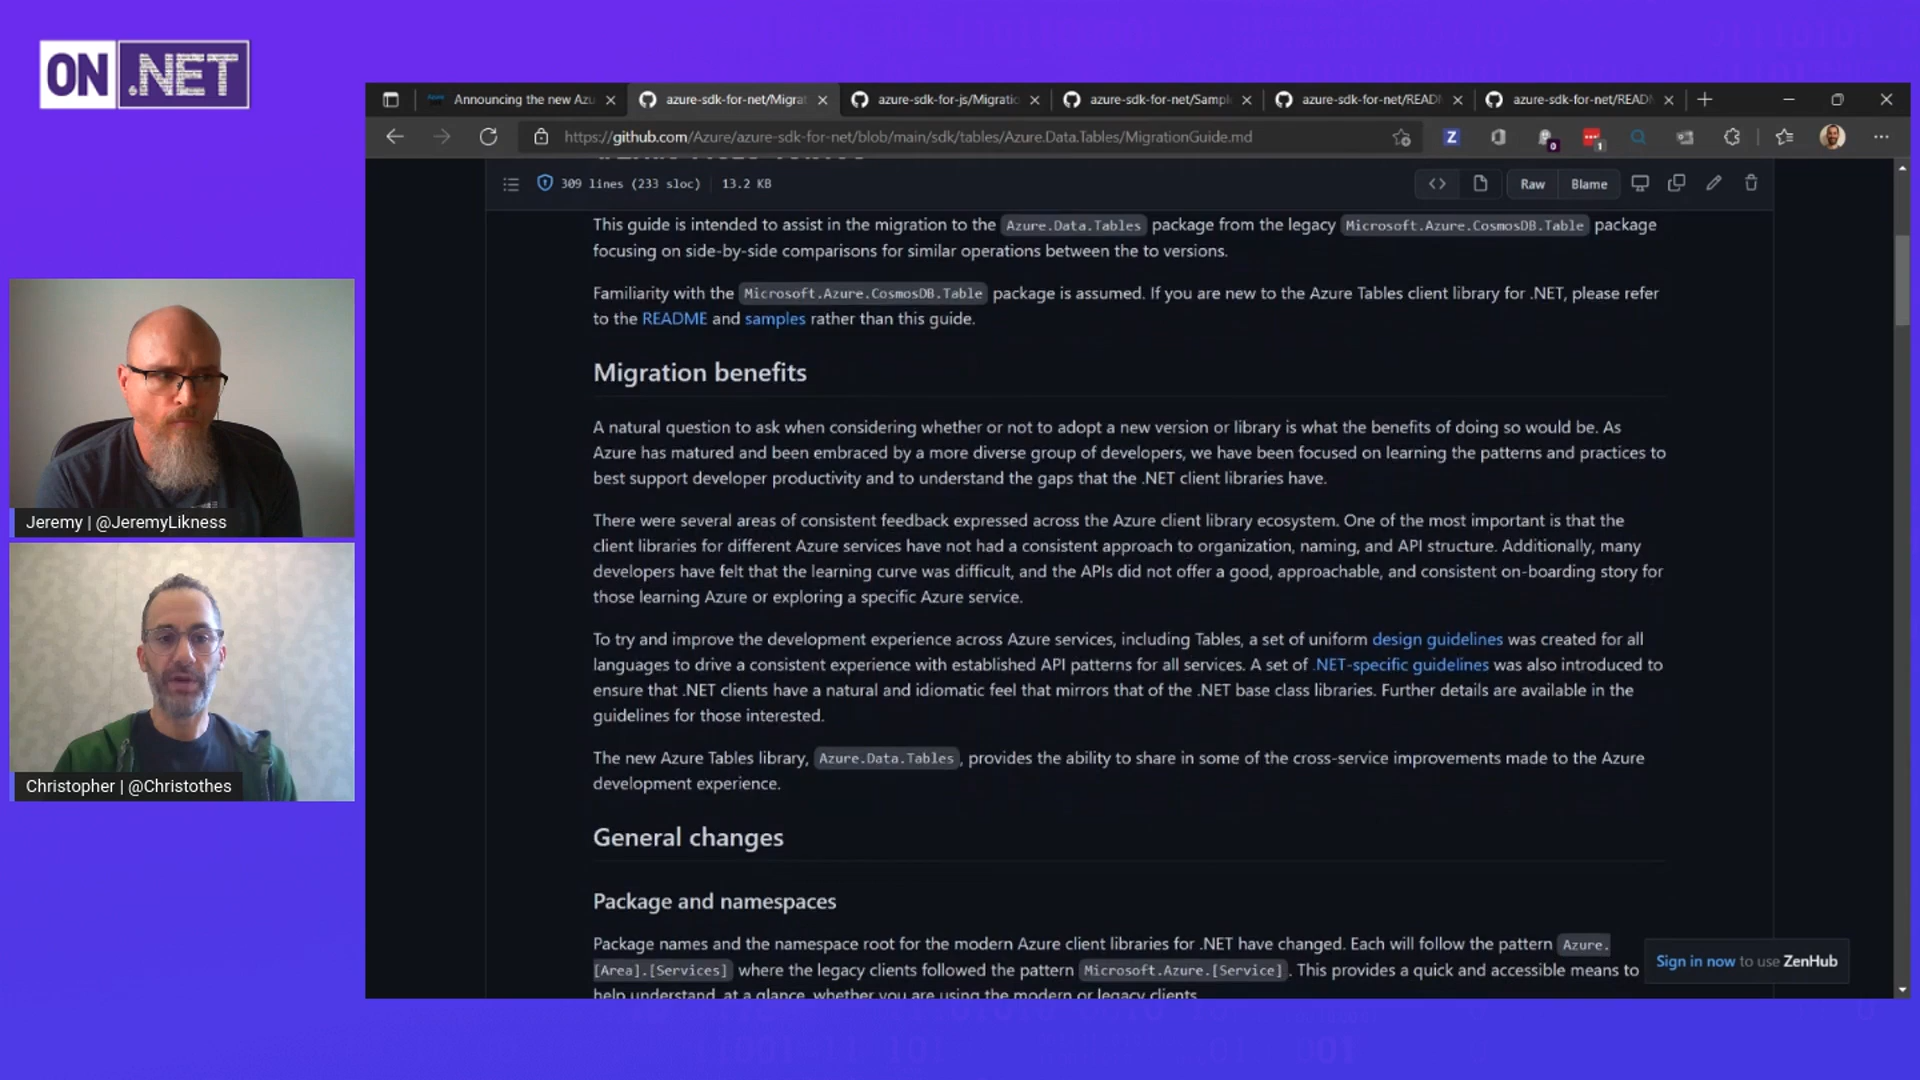 ON .NET
Announcing the new Azu
azure-sdk-for-net/Migrat
azure-sdk-for-js/Migratio
azure-sdk-for-net/Sampl
azure-sdk-for-net/READ
azure-sdk-for-net/READ
https://github.com/Azure/azure-sdk-for-net/blob/main/sdk/tables/Azure.Data.Tables/MigrationGuide.md
309 lines (233 sloc) 13.2 KB
Raw Blame
This guide is intended to assist in the migration to the Azure.Data.Tables package from the legacy Microsoft.Azure.CosmosDB.Table package
focusing on side-by-side comparisons for similar operations between the to versions.
Familiarity with the Microsoft.Azure.CosmosDB.Table package is assumed. If you are new to the Azure Tables client library for .NET, please refer
to the README and samples rather than this guide.
Migration benefits
A natural question to ask when considering whether or not to adopt a new version or library is what the benefits of doing so would be. As
Azure has matured and been embraced by a more diverse group of developers, we have been focused on learning the patterns and practices to
best support developer productivity and to understand the gaps that the .NET client libraries have.
There were several areas of consistent feedback expressed across the Azure client library ecosystem. One of the most important is that the
client libraries for different Azure services have not had a consistent approach to organization, naming, and API structure. Additionally, many
developers have felt that the learning curve was difficult, and the APIs did not offer a good, approachable, and consistent on-boarding story for
those learning Azure or exploring a specific Azure service.
To try and improve the development experience across Azure services, including Tables, a set of uniform design guidelines was created for all
languages to drive a consistent experience with established API patterns for all services. A set of .NET-specific guidelines was also introduced to
ensure that .NET clients have a natural and idiomatic feel that mirrors that of the .NET base class libraries. Further details are available in the
guidelines for those interested.
The new Azure Tables library, Azure.Data.Tables, provides the ability to share in some of the cross-service improvements made to the Azure
development experience.
General changes
Package and namespaces
Package names and the namespace root for the modern Azure client libraries for .NET have changed. Each will follow the pattern Azure.
[Area].[Services] where the legacy clients followed the pattern Microsoft.Azure.[Service]. This provides a quick and accessible means to
help understand, at a glance, whether you are using the modern or legacy clients.
Sign in now to use ZenHub
Jeremy | @JeremyLikness
Christopher | @Christothes